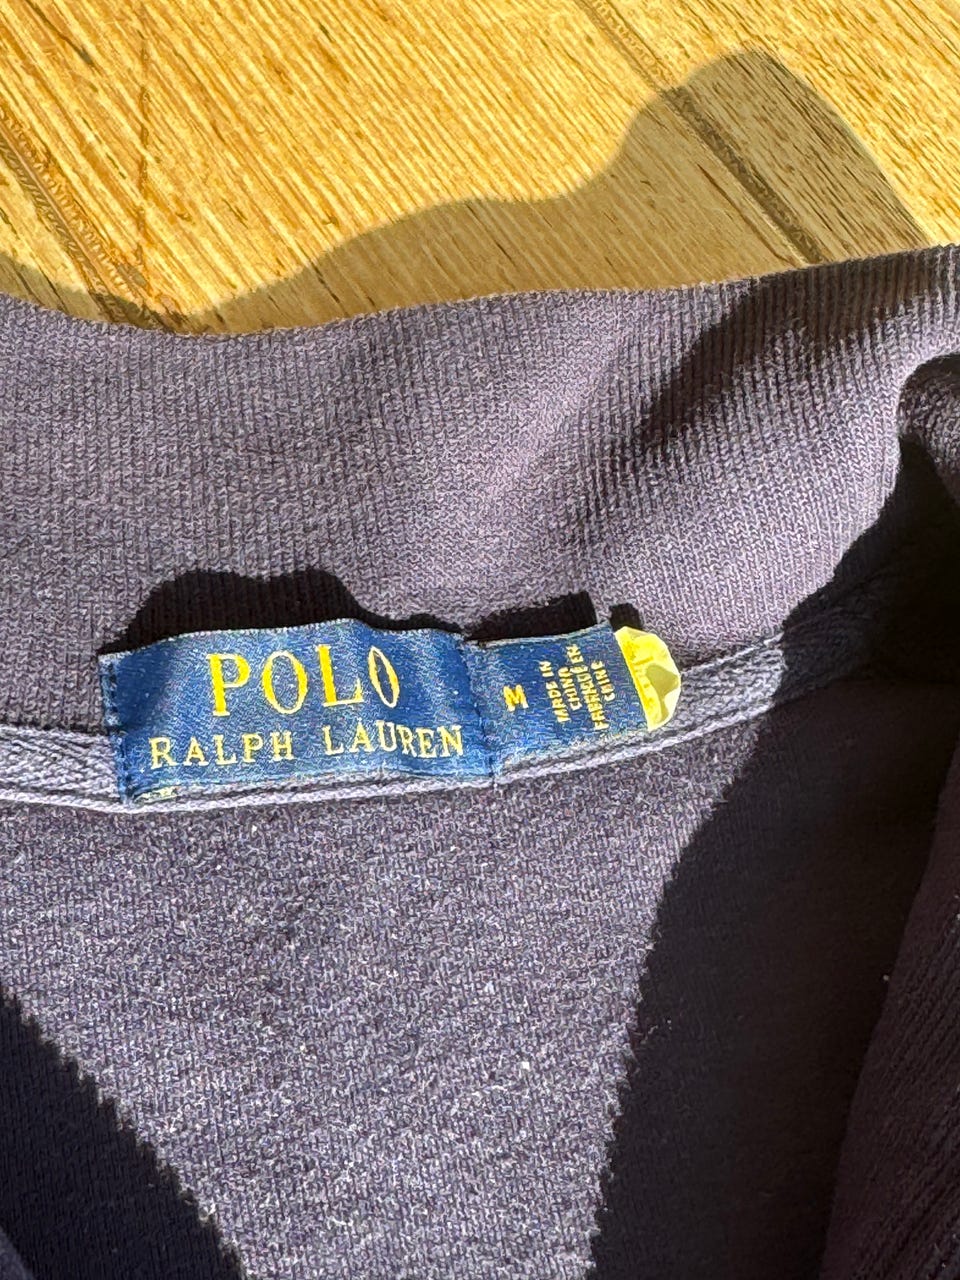 POLO
RALPH LAUREN
M
MADE IN
CHINA
FABRIQUÉ EN
CHINE